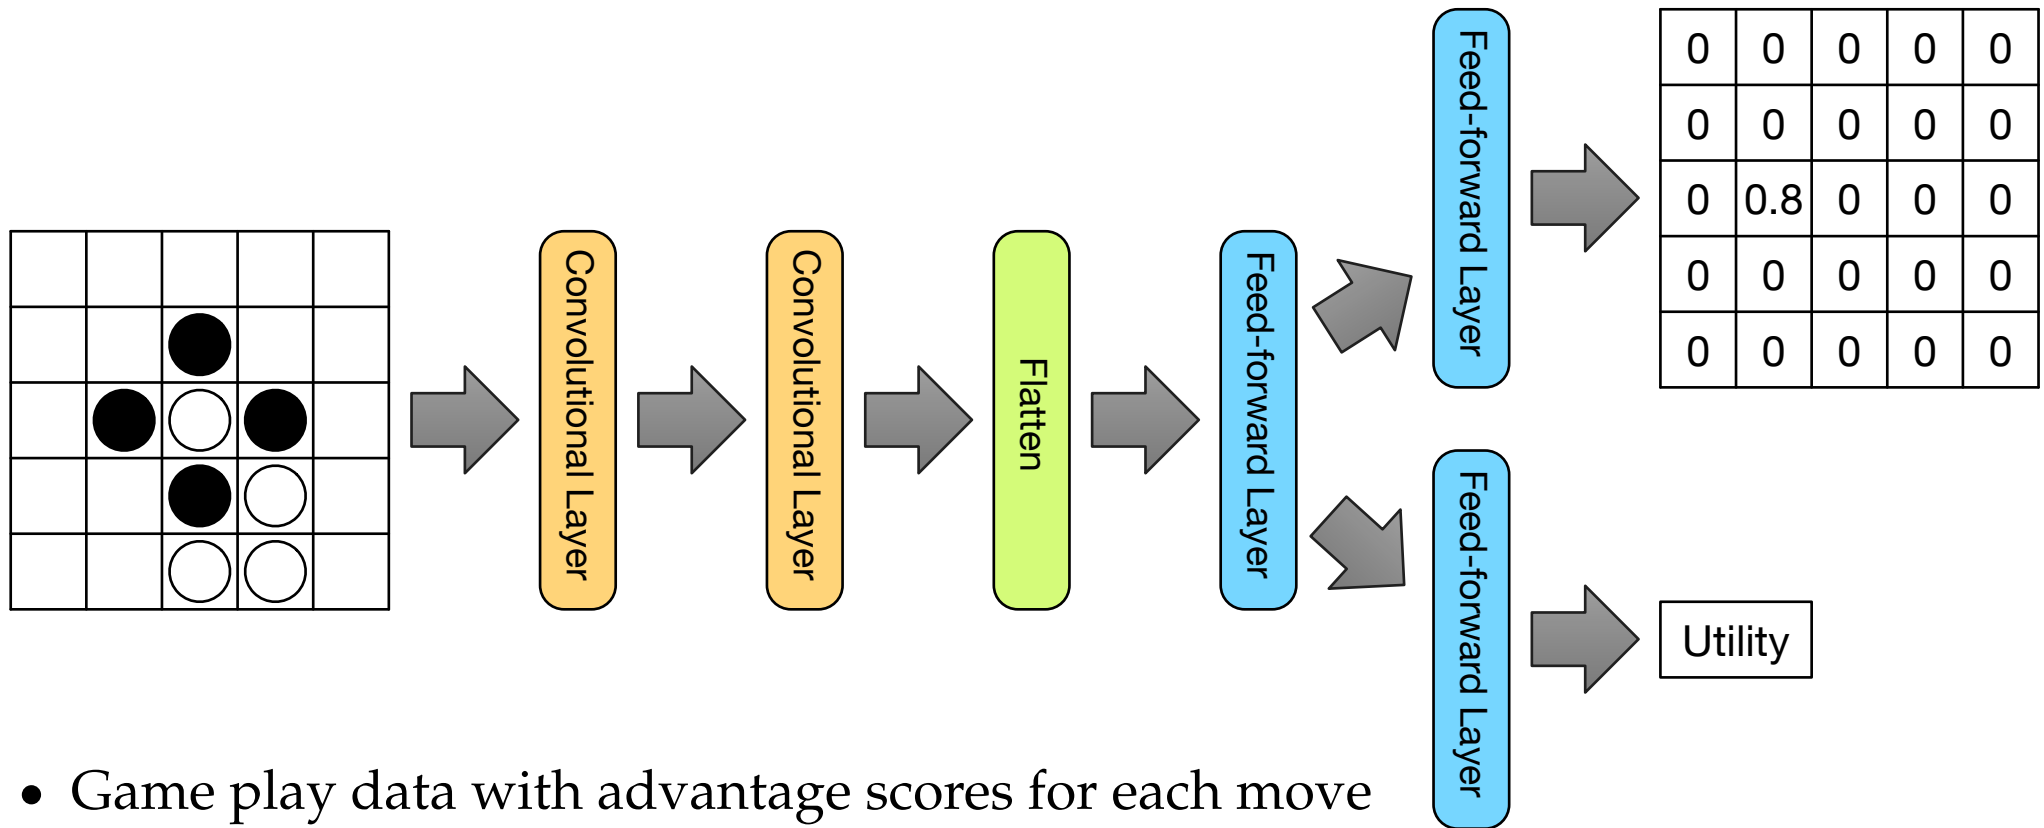 Convolutional Layer
Convolutional Layer
Flatten
Feed-forward Layer
Feed-forward Layer
0 0 0 0 0
0 0 0 0 0
0 0.8 0 0 0
0 0 0 0 0
0 0 0 0 0
Feed-forward Layer
Utility
• Game play data with advantage scores for each move